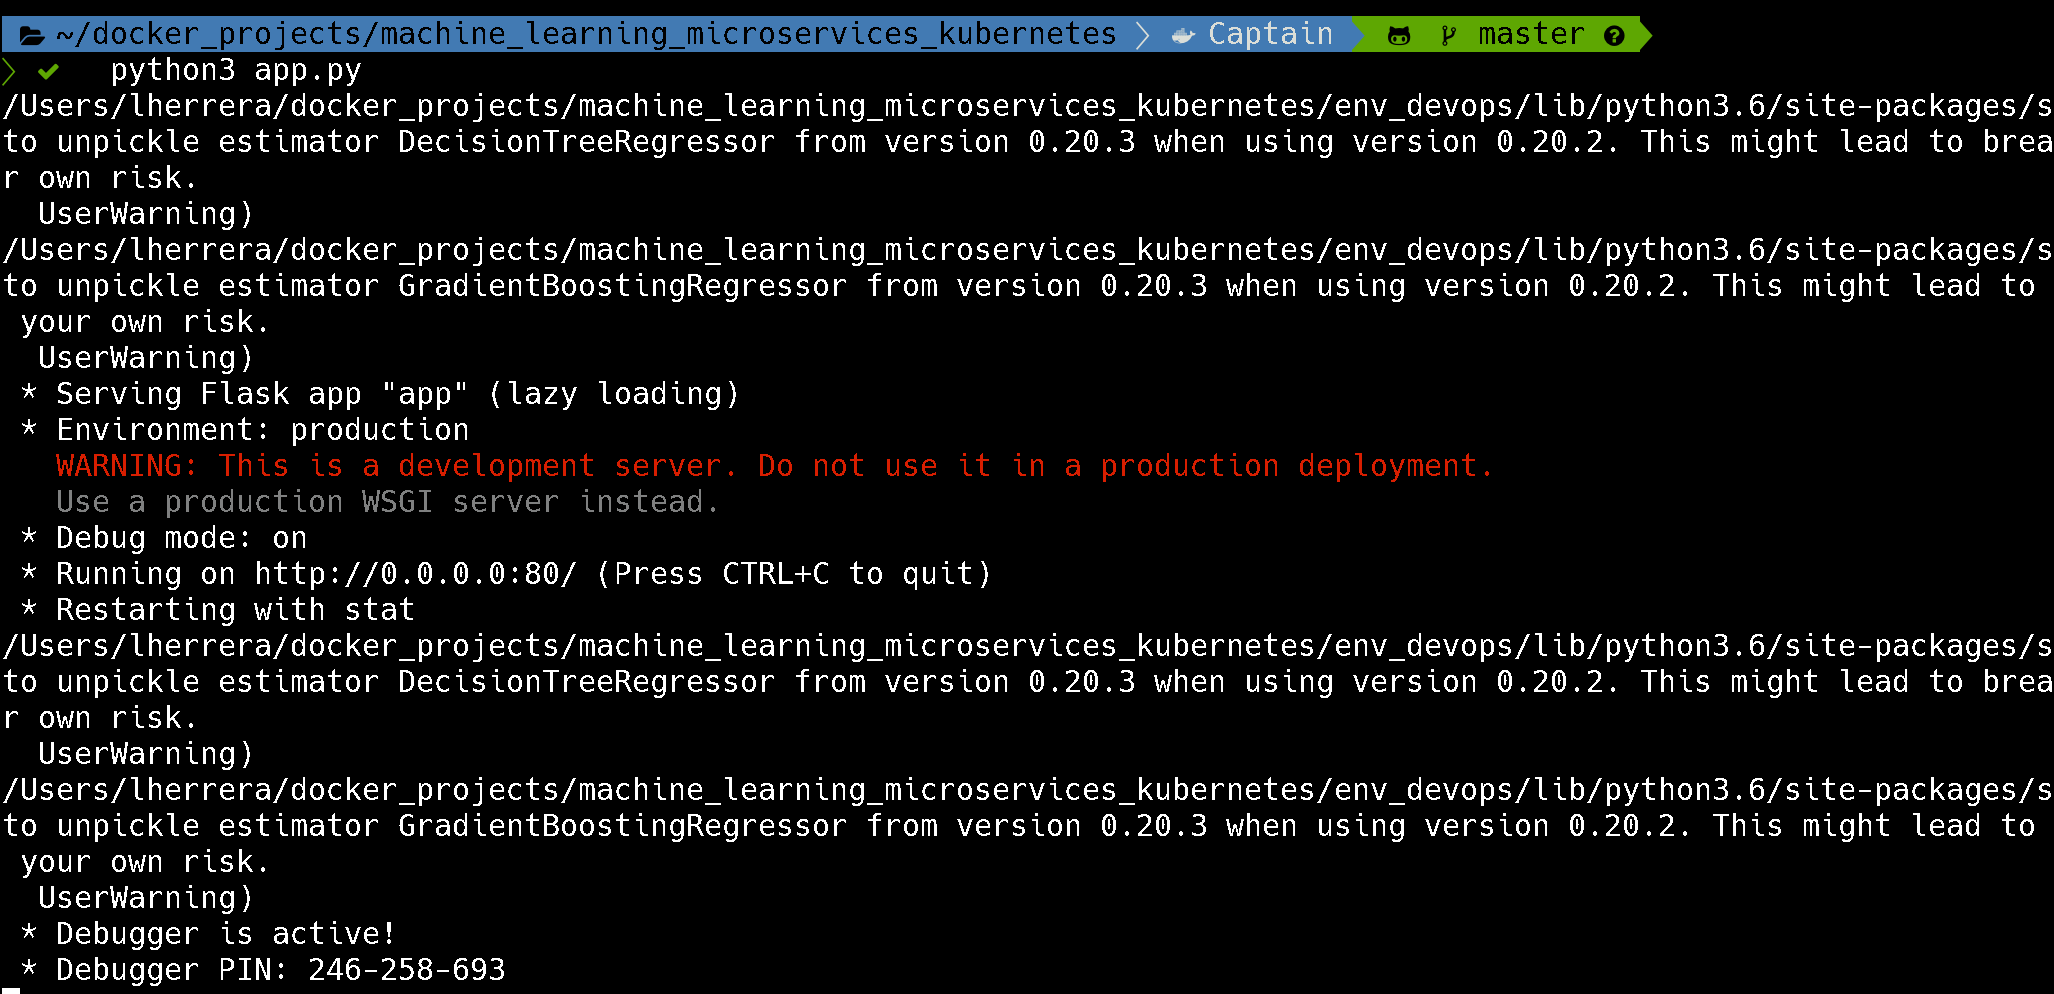 ~/docker_projects/machine_learning_microservices_kubernetes Captain master
python3 app.py
/Users/lherrera/docker_projects/machine_learning_microservices_kubernetes/env_devops/lib/python3.6/site-packages/s
to unpickle estimator DecisionTreeRegressor from version 0.20.3 when using version 0.20.2. This might lead to brea
r own risk.
  UserWarning)
/Users/lherrera/docker_projects/machine_learning_microservices_kubernetes/env_devops/lib/python3.6/site-packages/s
to unpickle estimator GradientBoostingRegressor from version 0.20.3 when using version 0.20.2. This might lead to
 your own risk.
  UserWarning)
 * Serving Flask app "app" (lazy loading)
 * Environment: production
   WARNING: This is a development server. Do not use it in a production deployment.
   Use a production WSGI server instead.
 * Debug mode: on
 * Running on http://0.0.0.0:80/ (Press CTRL+C to quit)
 * Restarting with stat
/Users/lherrera/docker_projects/machine_learning_microservices_kubernetes/env_devops/lib/python3.6/site-packages/s
to unpickle estimator DecisionTreeRegressor from version 0.20.3 when using version 0.20.2. This might lead to brea
r own risk.
  UserWarning)
/Users/lherrera/docker_projects/machine_learning_microservices_kubernetes/env_devops/lib/python3.6/site-packages/s
to unpickle estimator GradientBoostingRegressor from version 0.20.3 when using version 0.20.2. This might lead to
 your own risk.
  UserWarning)
 * Debugger is active!
 * Debugger PIN: 246-258-693